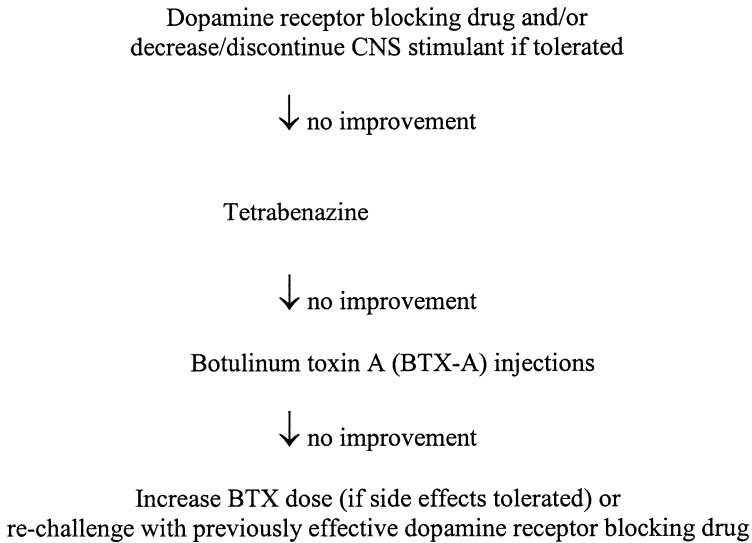 Dopamine receptor blocking drug and/or
decrease/discontinue CNS stimulant if tolerated
↓ no improvement
Tetrabenazine
↓ no improvement
Botulinum toxin A (BTX-A) injections
↓ no improvement
Increase BTX dose (if side effects tolerated) or
re-challenge with previously effective dopamine receptor blocking drug